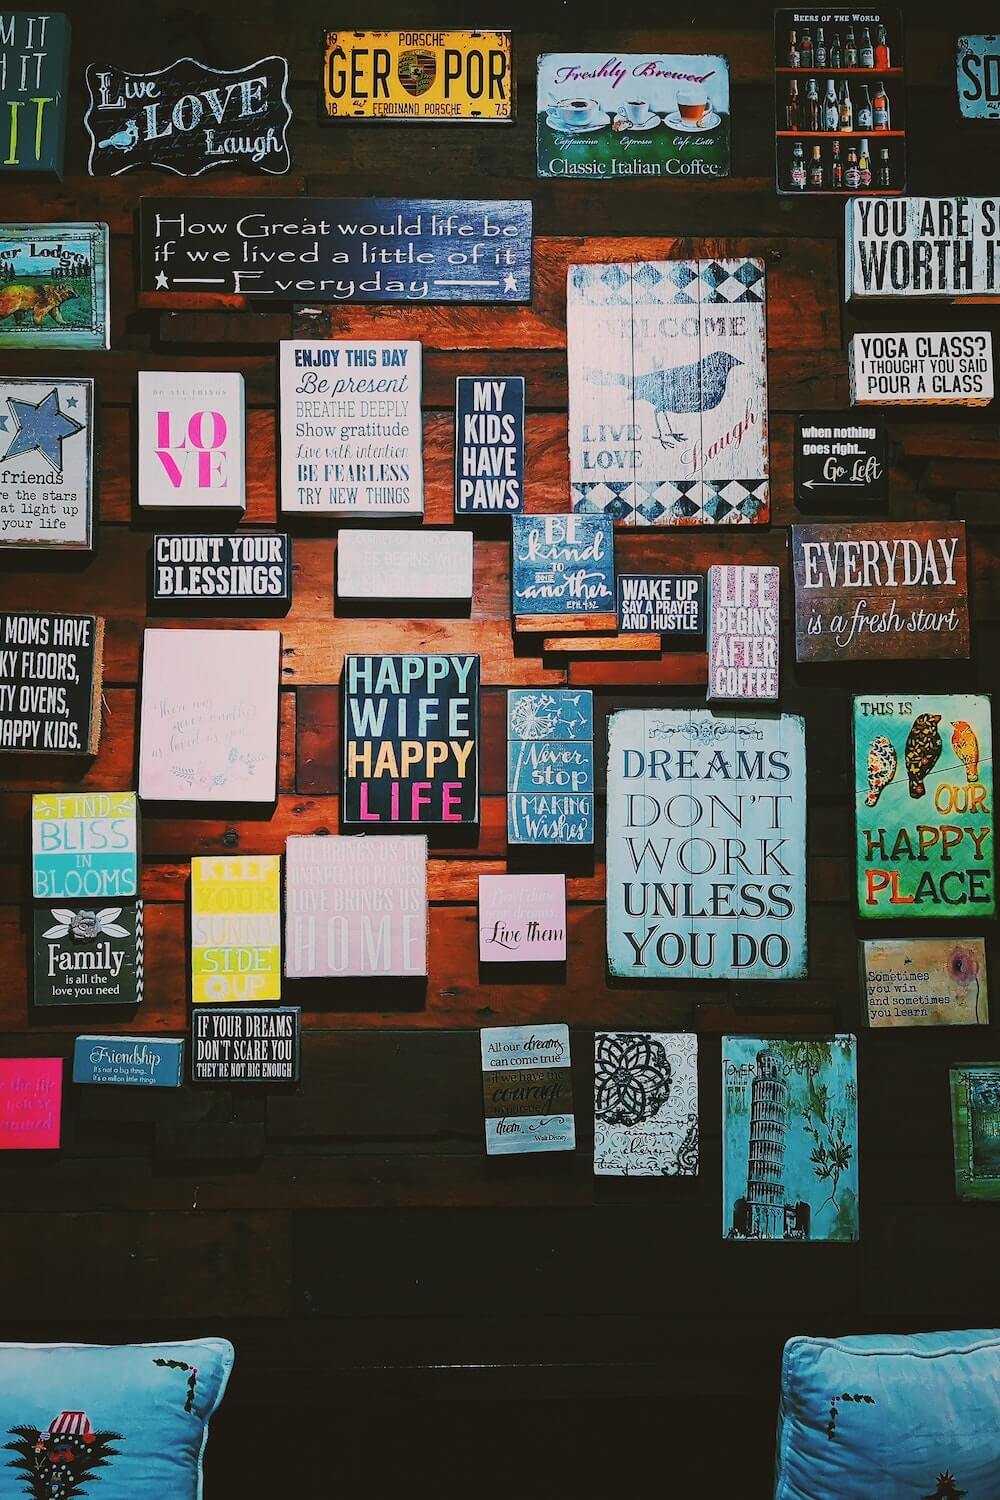 M IT
H IT
IT
Live
LOVE
Laugh
19 PORSCHE 31
GER POR
18 FERDINAND PORSCHE 75
Freshly Brewed
Cappuccino Espresso Cafe Latte
Classic Italian Coffee
BEERS OF THE WORLD
SD
How Great would life be
if we lived a little of it
Everyday
YOU ARE SO
WORTH IT
Lodge
WELCOME
LIVE
LOVE
Laugh
YOGA CLASS?
I THOUGHT YOU SAID
POUR A CLASS
ENJOY THIS DAY
Be present
BREATHE DEEPLY
Show gratitude
Live with intention
BE FEARLESS
TRY NEW THINGS
DO ALL THINGS
LO
VE
MY
KIDS
HAVE
PAWS
when nothing
goes right...
Go Left
friends
re the stars
at light up
your life
COUNT YOUR
BLESSINGS
BE
kind
TO
one
another
EPH. 4:32
WAKE UP
SAY A PRAYER
AND HUSTLE
LIFE
BEGINS
AFTER
COFFEE
EVERYDAY
is a fresh start
MOMS HAVE
KY FLOORS,
TY OVENS,
HAPPY KIDS.
There was
never another
as loved as you
HAPPY
WIFE
HAPPY
LIFE
Never
stop
MAKING
Wishes
DREAMS
DON'T
WORK
UNLESS
YOU DO
THIS IS
OUR
HAPPY
PLACE
FIND
BLISS
IN
BLOOMS
KEEP
YOUR
SUNNY
SIDE
UP
BRINGS US TO
UNEXPECTED PLACES
LOVE BRINGS US
HOME
Live them
Family
is all the
love you need
Sometimes
you win
and sometimes
you learn
IF YOUR DREAMS
DON'T SCARE YOU
THEY'RE NOT BIG ENOUGH
Friendship
It's not a big thing...
It's a million little things
All our dreams
can come true
if we have the
courage
to pursue
them.
Walt Disney
the life
you've
TOWER OF
amour